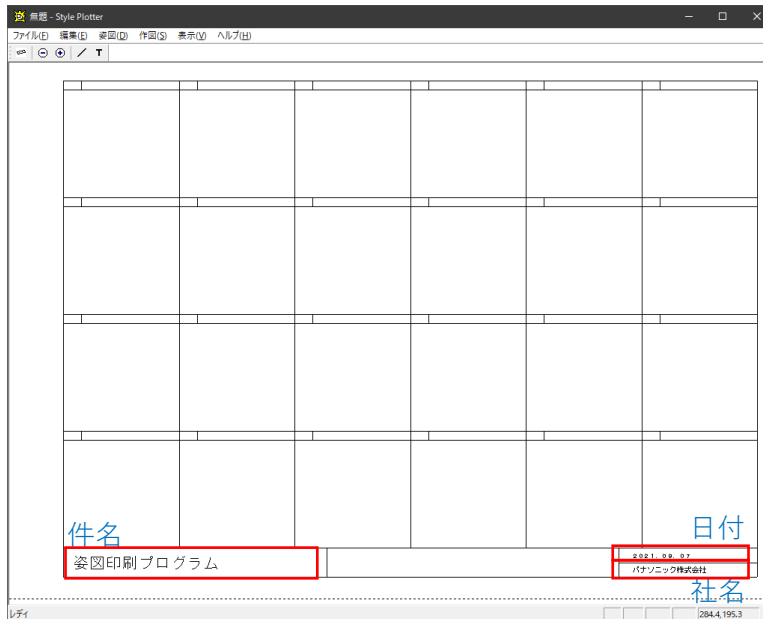 無題 - Style Plotter
ファイル(F) 編集(E) 姿図(D) 作図(S) 表示(V) ヘルプ(H)
T
件名
日付
姿図印刷プログラム
2021.09.07
パナソニック株式会社
社名
レディ
284.4,195.3